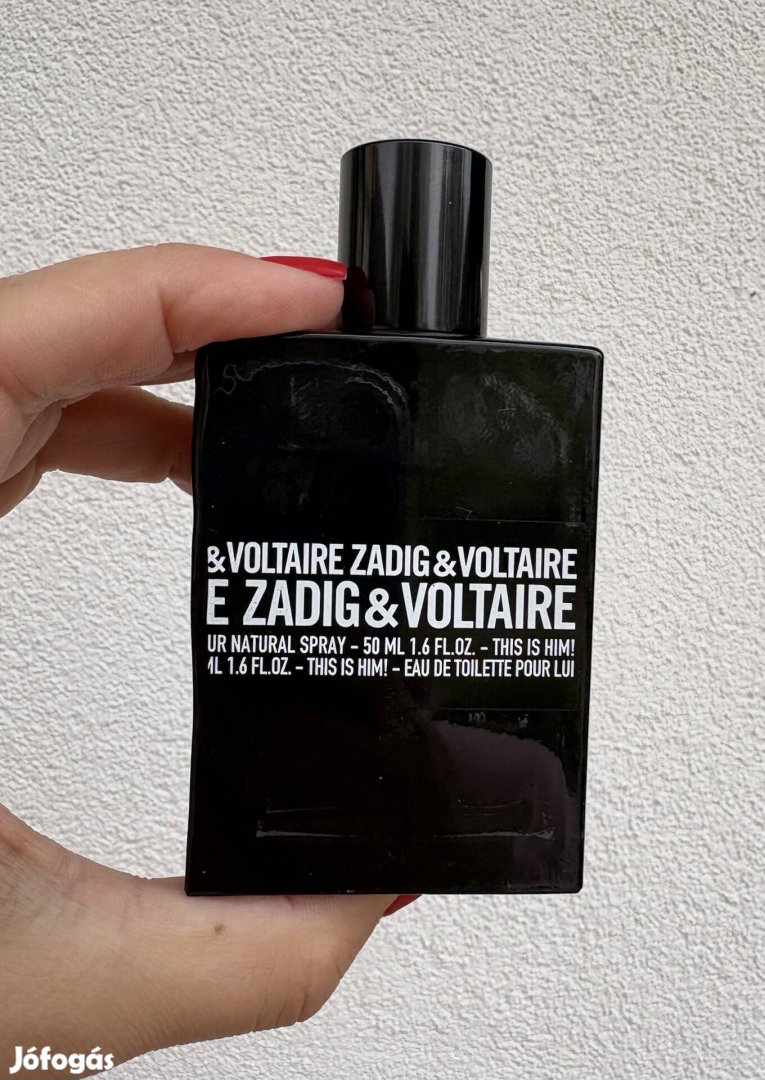 &VOLTAIRE ZADIG&VOLTAIRE
E ZADIG&VOLTAIRE
UR NATURAL SPRAY – 50 ML 1.6 FL.OZ. – THIS IS HIM!
ML 1.6 FL.OZ. – THIS IS HIM! – EAU DE TOILETTE POUR LUI
Jófogás